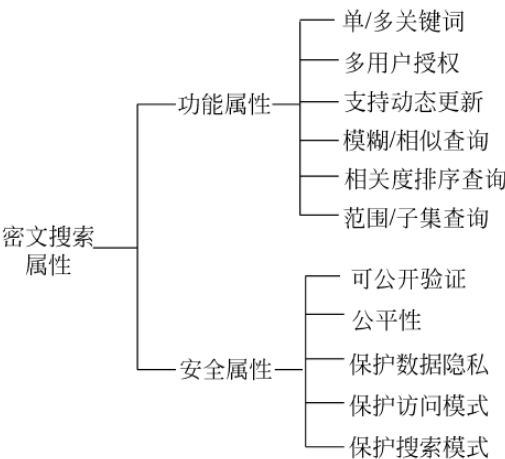 密文搜索
属性
功能属性
单/多关键词
多用户授权
支持动态更新
模糊/相似查询
相关度排序查询
范围/子集查询
安全属性
可公开验证
公平性
保护数据隐私
保护访问模式
保护搜索模式